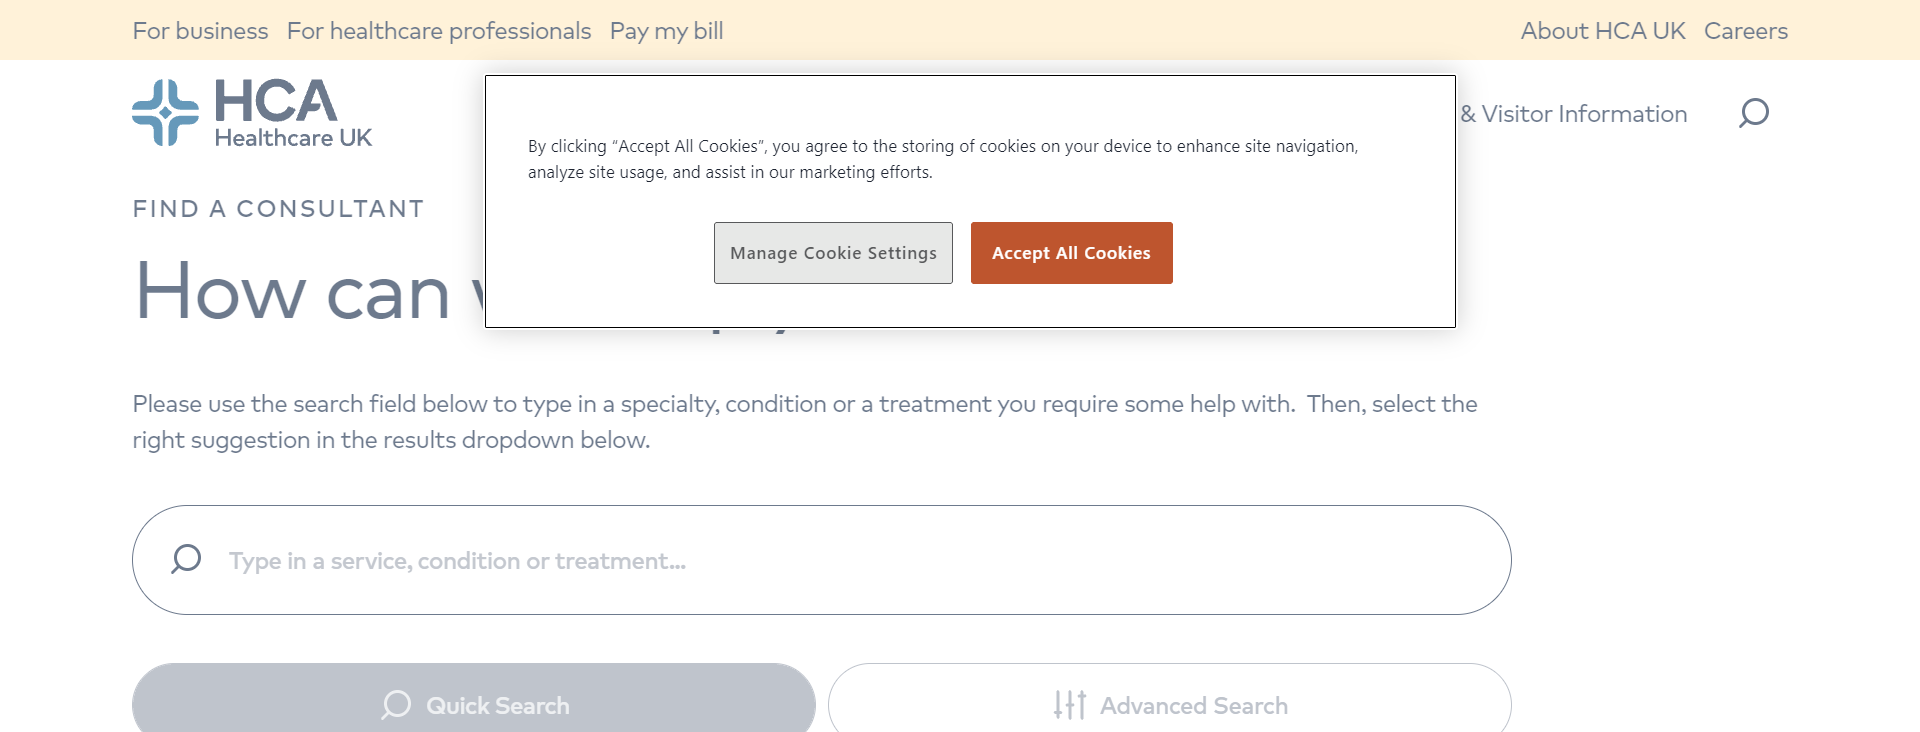 For business For healthcare professionals Pay my bill About HCA UK Careers
HCA
Healthcare UK
& Visitor Information
By clicking “Accept All Cookies”, you agree to the storing of cookies on your device to enhance site navigation,
analyze site usage, and assist in our marketing efforts.
Manage Cookie Settings Accept All Cookies
FIND A CONSULTANT
How can
Please use the search field below to type in a specialty, condition or a treatment you require some help with. Then, select the
right suggestion in the results dropdown below.
Type in a service, condition or treatment...
Quick Search Advanced Search